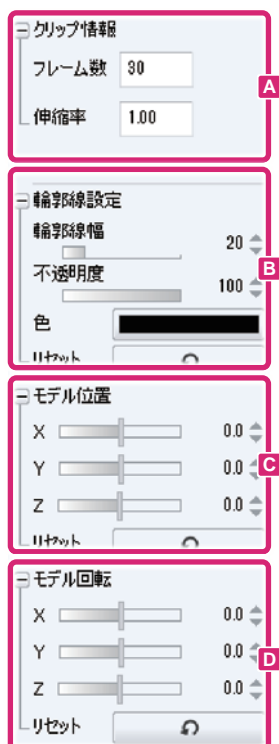 クリップ情報
フレーム数 30
A
伸縮率 1.00
輪郭線設定
輪郭線幅
20
B
不透明度
100
色
リセット
モデル位置
X 0.0
Y 0.0
C
Z 0.0
リセット
モデル回転
X 0.0
Y 0.0
D
Z 0.0
リセット